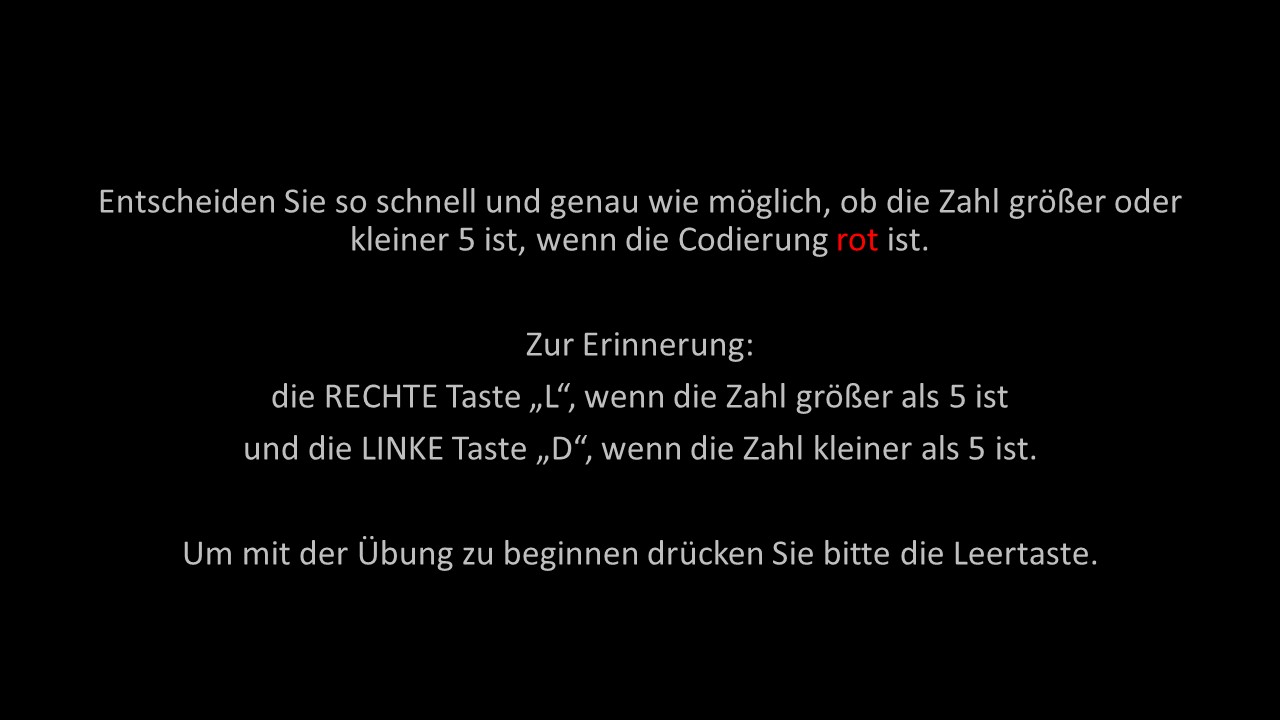 Entscheiden Sie so schnell und genau wie möglich, ob die Zahl größer oder
kleiner 5 ist, wenn die Codierung rot ist.
Zur Erinnerung:
die RECHTE Taste „L“, wenn die Zahl größer als 5 ist
und die LINKE Taste „D“, wenn die Zahl kleiner als 5 ist.
Um mit der Übung zu beginnen drücken Sie bitte die Leertaste.